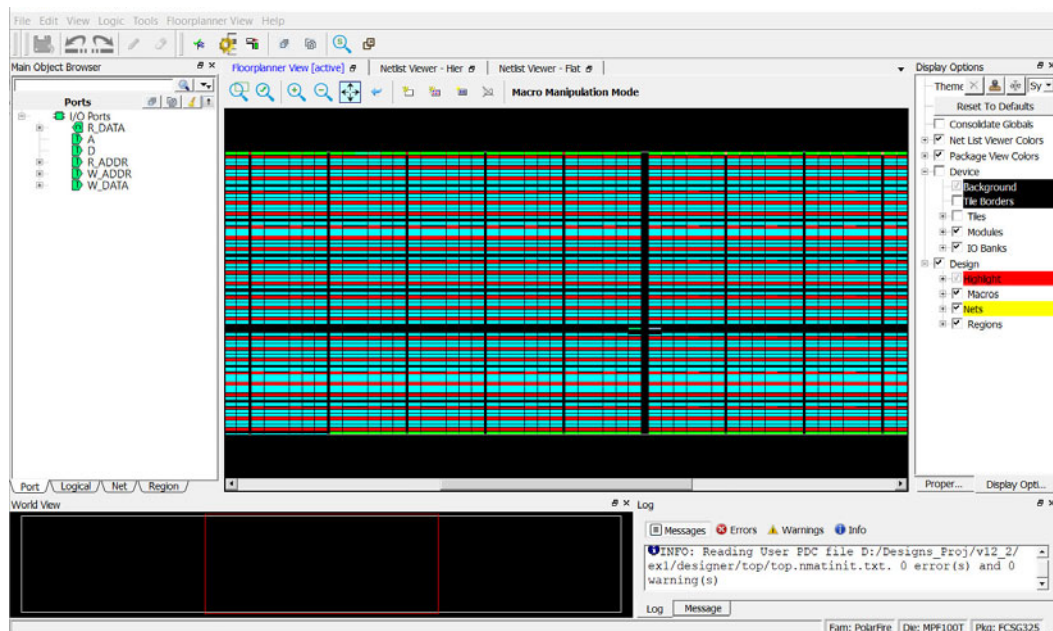 File Edit View Logic Tools Floorplanner View Help
Main Object Browser
Ports
I/O Ports
R_DATA
A
D
R_ADDR
W_ADDR
W_DATA
Port Logical Net Region
Floorplanner View [active] Netlist Viewer - Hier Netlist Viewer - Flat
Macro Manipulation Mode
Display Options
Theme Sy
Reset To Defaults
Consolidate Globals
Net List Viewer Colors
Package View Colors
Device
Background
Tile Borders
Tiles
Modules
IO Banks
Design
Highlight
Macros
Nets
Regions
Proper... Display Opti...
World View
Log
Messages Errors Warnings Info
INFO: Reading User PDC file D:/Designs_Proj/v12_2/
ex1/designer/top/top.nmatinit.txt. 0 error(s) and 0
warning(s)
Log Message
Fam: PolarFire Die: MPF100T Pkg: FCSG325